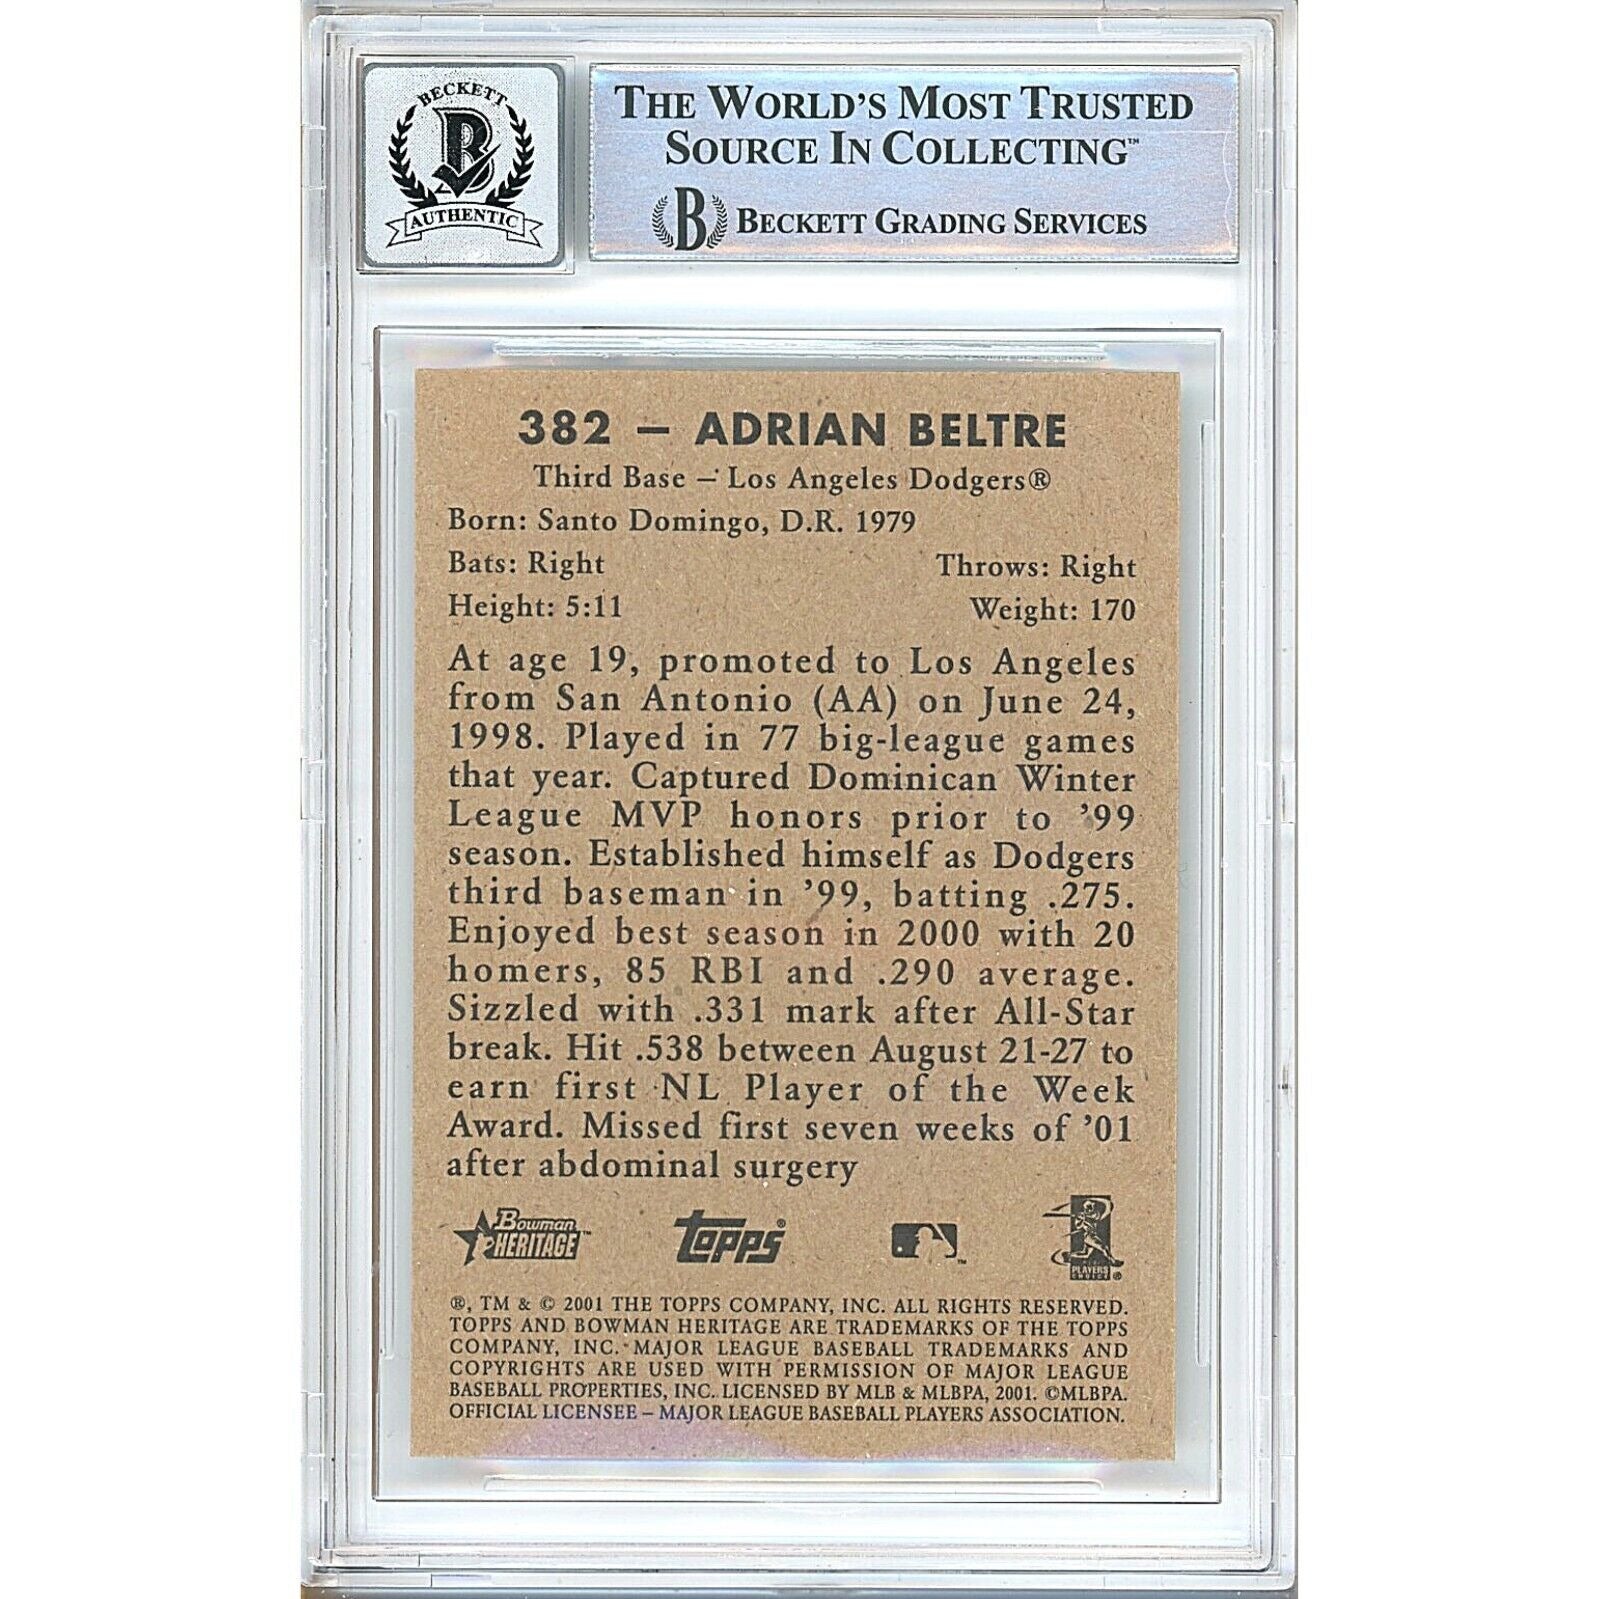 BECKETT
B
AUTHENTIC
THE WORLD'S MOST TRUSTED
SOURCE IN COLLECTING™
B BECKETT GRADING SERVICES
382 – ADRIAN BELTRE
Third Base – Los Angeles Dodgers®
Born: Santo Domingo, D.R. 1979
Bats: Right Throws: Right
Height: 5:11 Weight: 170
At age 19, promoted to Los Angeles
from San Antonio (AA) on June 24,
1998. Played in 77 big-league games
that year. Captured Dominican Winter
League MVP honors prior to '99
season. Established himself as Dodgers
third baseman in '99, batting .275.
Enjoyed best season in 2000 with 20
homers, 85 RBI and .290 average.
Sizzled with .331 mark after All-Star
break. Hit .538 between August 21-27 to
earn first NL Player of the Week
Award. Missed first seven weeks of '01
after abdominal surgery
Bowman HERITAGE™
topps®
PLAYERS CHOICE®
®, TM & © 2001 THE TOPPS COMPANY, INC. ALL RIGHTS RESERVED.
TOPPS AND BOWMAN HERITAGE ARE TRADEMARKS OF THE TOPPS
COMPANY, INC. MAJOR LEAGUE BASEBALL TRADEMARKS AND
COPYRIGHTS ARE USED WITH PERMISSION OF MAJOR LEAGUE
BASEBALL PROPERTIES, INC. LICENSED BY MLB & MLBPA, 2001. ©MLBPA.
OFFICIAL LICENSEE – MAJOR LEAGUE BASEBALL PLAYERS ASSOCIATION.